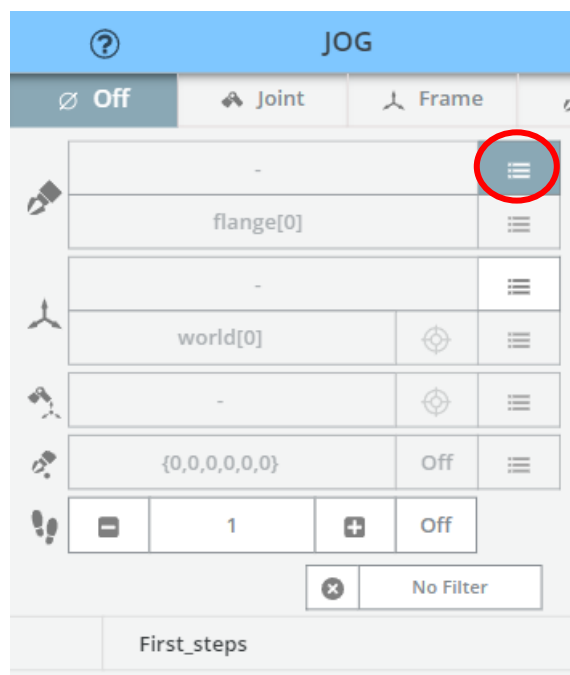 ? JOG
Off Joint Frame
-
flange[0]
-
world[0]
-
{0,0,0,0,0,0} Off
1 Off
No Filter
First_steps